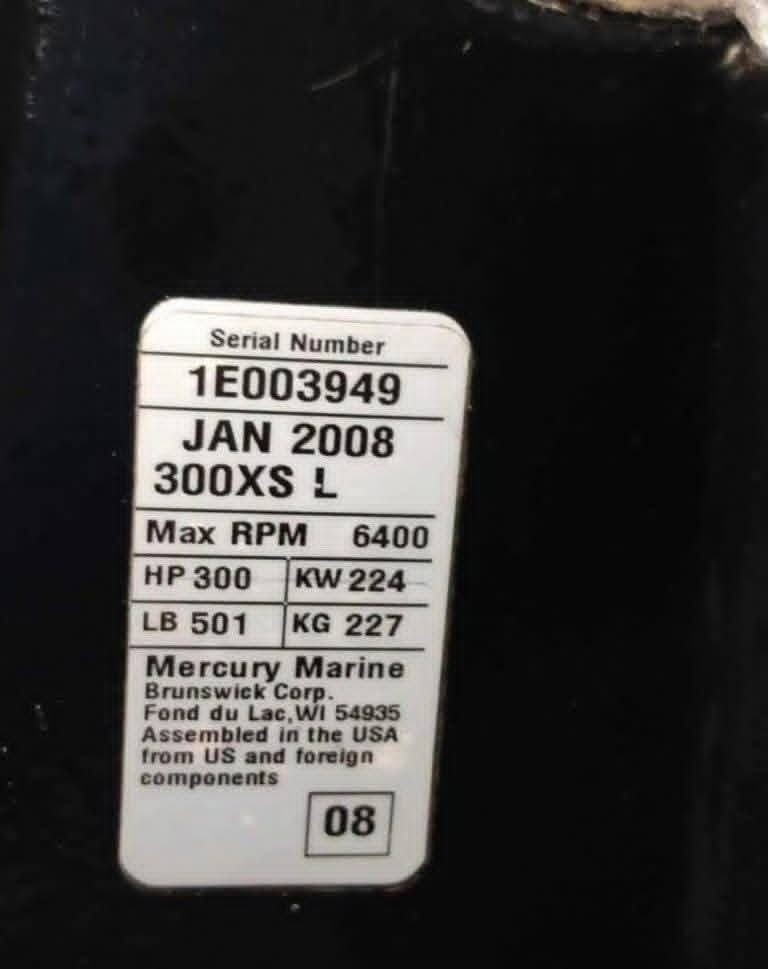 Serial Number
1E003949
JAN 2008
300XS L
Max RPM 6400
HP 300 KW 224
LB 501 KG 227
Mercury Marine
Brunswick Corp.
Fond du Lac,WI 54935
Assembled in the USA
from US and foreign
components
08